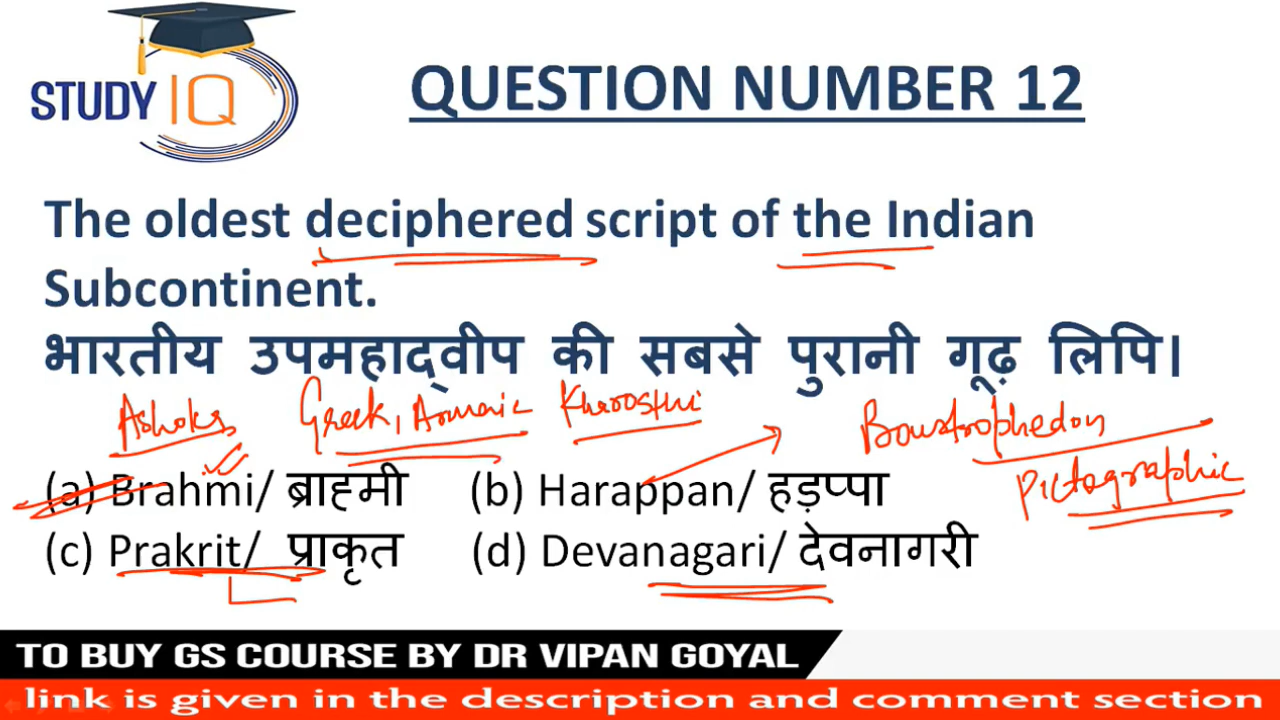 STUDY IQ
QUESTION NUMBER 12
The oldest deciphered script of the Indian
Subcontinent.
भारतीय उपमहाद्वीप की सबसे पुरानी गूढ़ लिपि।
Ashoka Greek, Armaic Kharosthi Boustrophedon
(a) Brahmi/ ब्राह्मी (b) Harappan/ हड़प्पा Pictographic
(c) Prakrit/ प्राकृत (d) Devanagari/ देवनागरी
TO BUY GS COURSE BY DR VIPAN GOYAL
link is given in the description and comment section